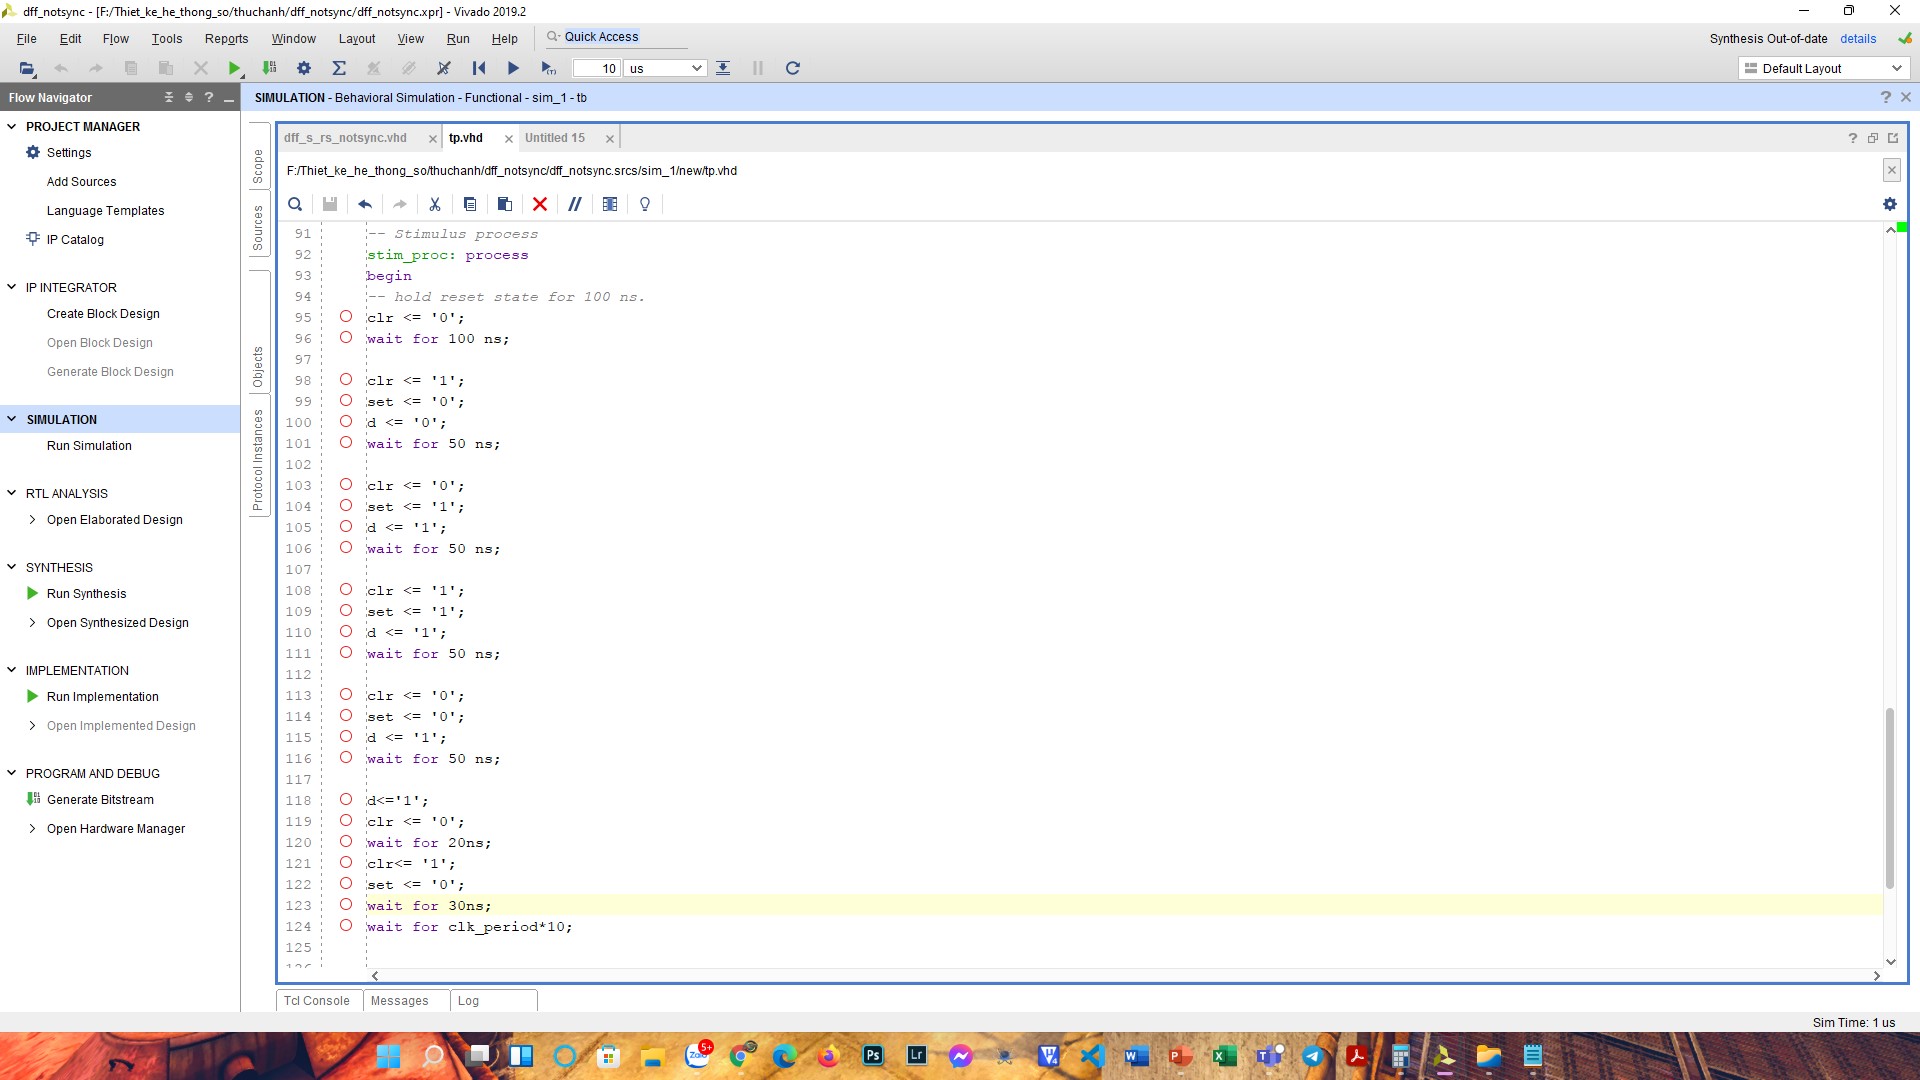 dff_notsync - [F:/Thiet_ke_he_thong_so/thuchanh/dff_notsync/dff_notsync.xpr] - Vivado 2019.2
File Edit Flow Tools Reports Window Layout View Run Help Quick Access
Synthesis Out-of-date details
10 us
Default Layout
Flow Navigator
SIMULATION - Behavioral Simulation - Functional - sim_1 - tb
PROJECT MANAGER
Settings
Add Sources
Language Templates
IP Catalog
IP INTEGRATOR
Create Block Design
Open Block Design
Generate Block Design
SIMULATION
Run Simulation
RTL ANALYSIS
Open Elaborated Design
SYNTHESIS
Run Synthesis
Open Synthesized Design
IMPLEMENTATION
Run Implementation
Open Implemented Design
PROGRAM AND DEBUG
Generate Bitstream
Open Hardware Manager
Scope
Sources
Objects
Protocol Instances
dff_s_rs_notsync.vhd tp.vhd Untitled 15
F:/Thiet_ke_he_thong_so/thuchanh/dff_notsync/dff_notsync.srcs/sim_1/new/tp.vhd
91 -- Stimulus process
92 stim_proc: process
93 begin
94 -- hold reset state for 100 ns.
95 clr <= '0';
96 wait for 100 ns;
97
98 clr <= '1';
99 set <= '0';
100 d <= '0';
101 wait for 50 ns;
102
103 clr <= '0';
104 set <= '1';
105 d <= '1';
106 wait for 50 ns;
107
108 clr <= '1';
109 set <= '1';
110 d <= '1';
111 wait for 50 ns;
112
113 clr <= '0';
114 set <= '0';
115 d <= '1';
116 wait for 50 ns;
117
118 d<='1';
119 clr <= '0';
120 wait for 20ns;
121 clr<= '1';
122 set <= '0';
123 wait for 30ns;
124 wait for clk_period*10;
125
Tcl Console Messages Log
Sim Time: 1 us
Zalo 5+
Ps
Lr